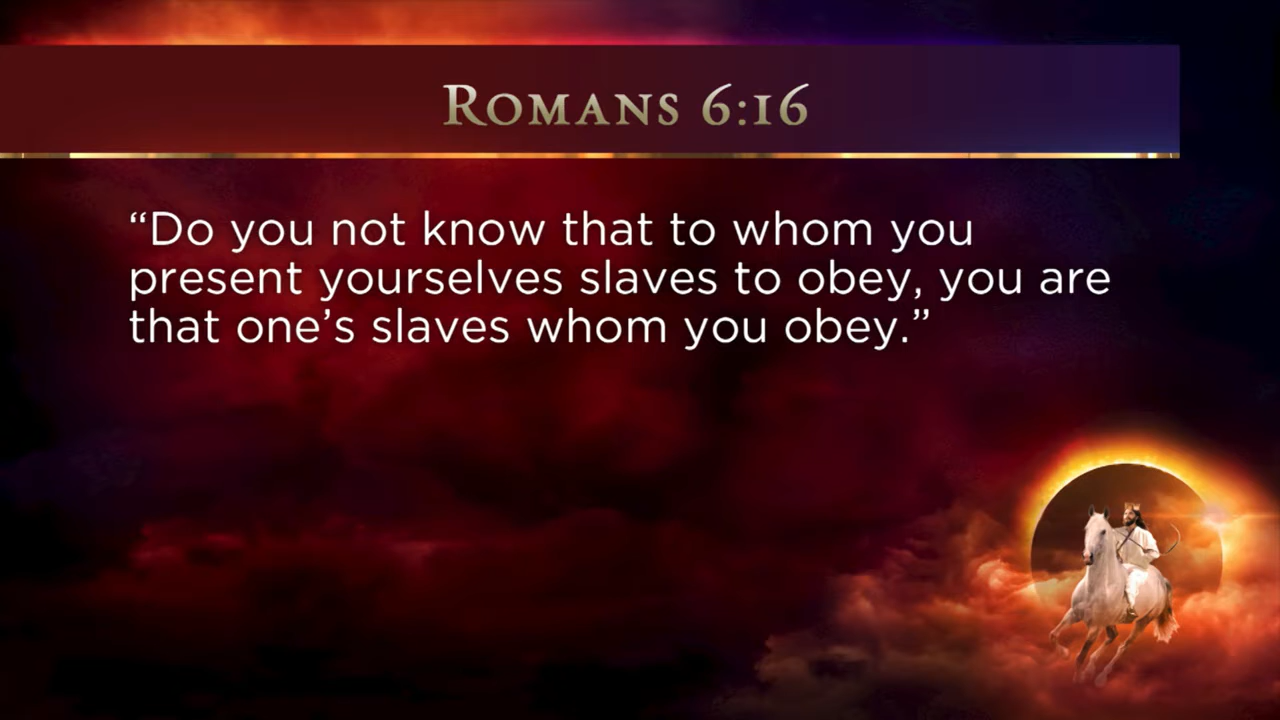 Romans 6:16
“Do you not know that to whom you
present yourselves slaves to obey, you are
that one’s slaves whom you obey.”